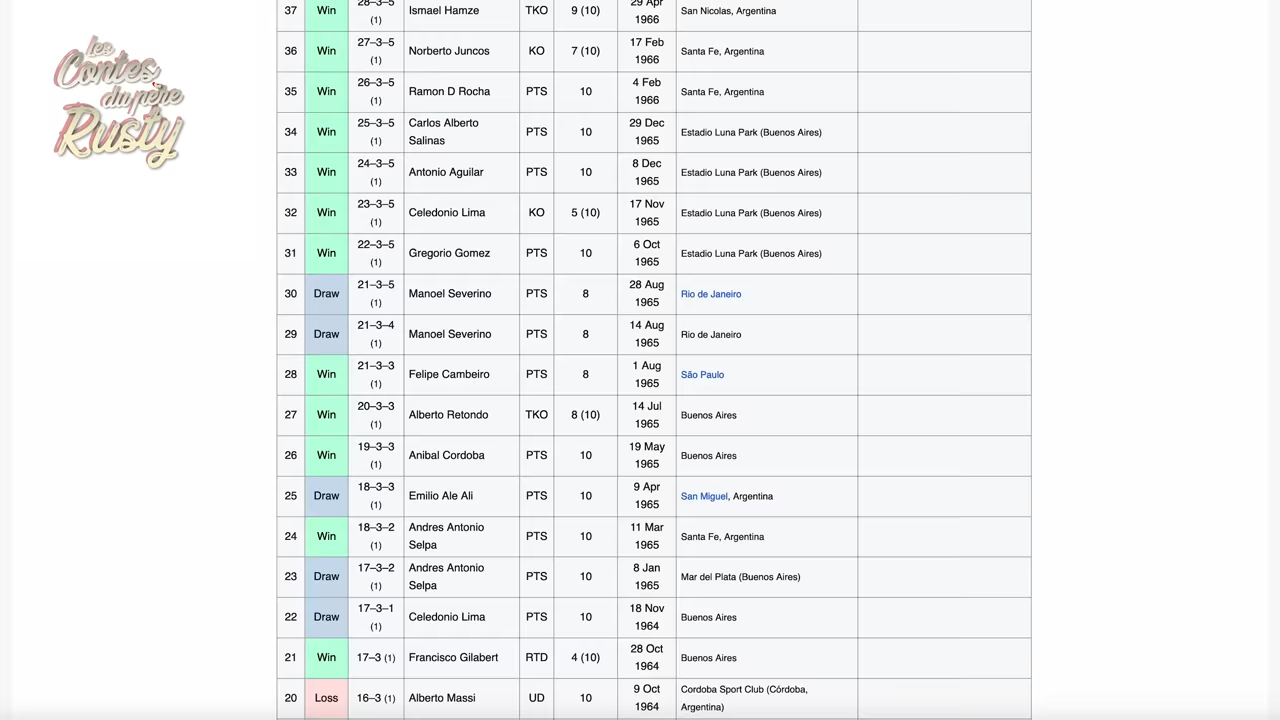 Les
Contes
du père
Rusty
37 Win 28–3–5 (1) Ismael Hamze TKO 9 (10) 29 Apr 1966 San Nicolas, Argentina
36 Win 27–3–5 (1) Norberto Juncos KO 7 (10) 17 Feb 1966 Santa Fe, Argentina
35 Win 26–3–5 (1) Ramon D Rocha PTS 10 4 Feb 1966 Santa Fe, Argentina
34 Win 25–3–5 (1) Carlos Alberto Salinas PTS 10 29 Dec 1965 Estadio Luna Park (Buenos Aires)
33 Win 24–3–5 (1) Antonio Aguilar PTS 10 8 Dec 1965 Estadio Luna Park (Buenos Aires)
32 Win 23–3–5 (1) Celedonio Lima KO 5 (10) 17 Nov 1965 Estadio Luna Park (Buenos Aires)
31 Win 22–3–5 (1) Gregorio Gomez PTS 10 6 Oct 1965 Estadio Luna Park (Buenos Aires)
30 Draw 21–3–5 (1) Manoel Severino PTS 8 28 Aug 1965 Rio de Janeiro
29 Draw 21–3–4 (1) Manoel Severino PTS 8 14 Aug 1965 Rio de Janeiro
28 Win 21–3–3 (1) Felipe Cambeiro PTS 8 1 Aug 1965 São Paulo
27 Win 20–3–3 (1) Alberto Retondo TKO 8 (10) 14 Jul 1965 Buenos Aires
26 Win 19–3–3 (1) Anibal Cordoba PTS 10 19 May 1965 Buenos Aires
25 Draw 18–3–3 (1) Emilio Ale Ali PTS 10 9 Apr 1965 San Miguel, Argentina
24 Win 18–3–2 (1) Andres Antonio Selpa PTS 10 11 Mar 1965 Santa Fe, Argentina
23 Draw 17–3–2 (1) Andres Antonio Selpa PTS 10 8 Jan 1965 Mar del Plata (Buenos Aires)
22 Draw 17–3–1 (1) Celedonio Lima PTS 10 18 Nov 1964 Buenos Aires
21 Win 17–3 (1) Francisco Gilabert RTD 4 (10) 28 Oct 1964 Buenos Aires
20 Loss 16–3 (1) Alberto Massi UD 10 9 Oct 1964 Cordoba Sport Club (Córdoba, Argentina)